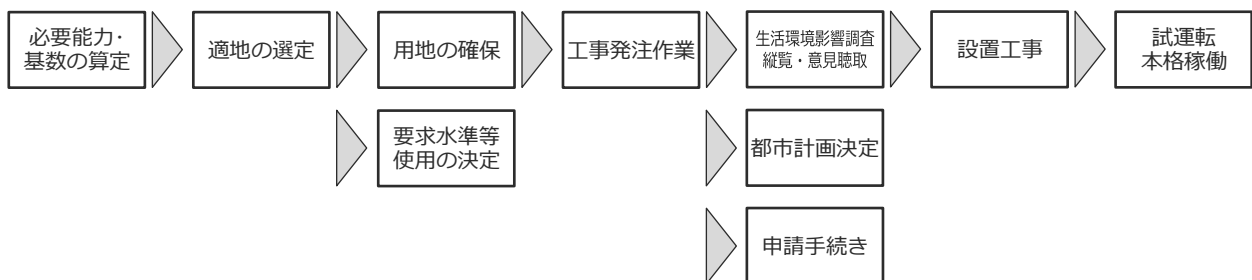 必要能力・
基数の算定
適地の選定
用地の確保
工事発注作業
生活環境影響調査
縦覧・意見聴取
設置工事
試運転
本格稼働
要求水準等
使用の決定
都市計画決定
申請手続き